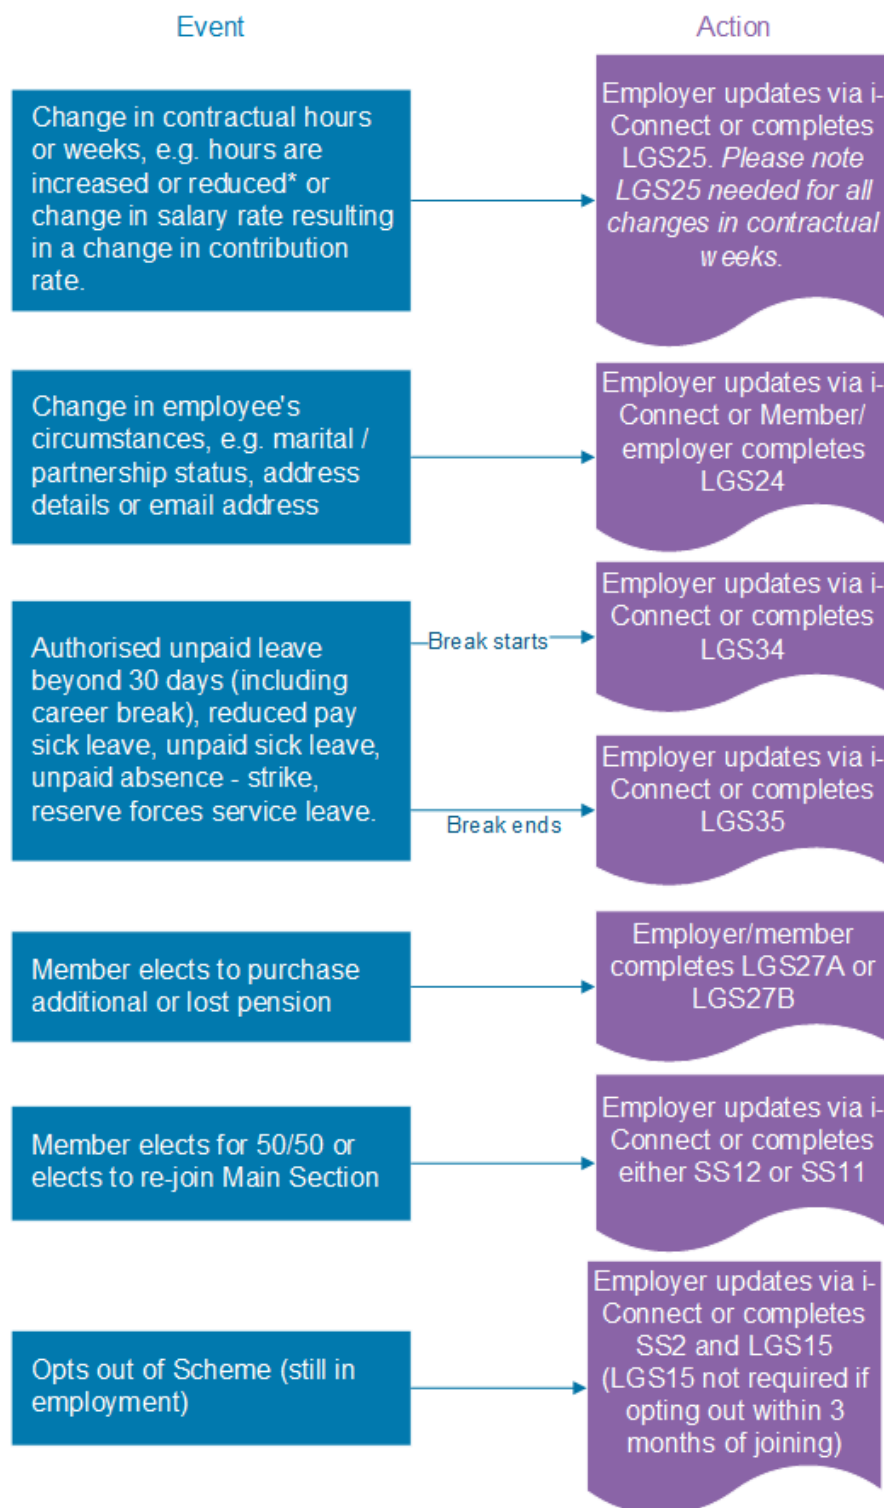 Event
Action
Change in contractual hours
or weeks, e.g. hours are
increased or reduced* or
change in salary rate resulting
in a change in contribution
rate.
Employer updates via i-
Connect or completes
LGS25. Please note
LGS25 needed for all
changes in contractual
weeks.
Change in employee's
circumstances, e.g. marital /
partnership status, address
details or email address
Employer updates via i-
Connect or Member/
employer completes
LGS24
Authorised unpaid leave
beyond 30 days (including
career break), reduced pay
sick leave, unpaid sick leave,
unpaid absence - strike,
reserve forces service leave.
Break starts
Employer updates via i-
Connect or completes
LGS34
Break ends
Employer updates via i-
Connect or completes
LGS35
Member elects to purchase
additional or lost pension
Employer/member
completes LGS27A or
LGS27B
Member elects for 50/50 or
elects to re-join Main Section
Employer updates via i-
Connect or completes
either SS12 or SS11
Opts out of Scheme (still in
employment)
Employer updates via i-
Connect or completes
SS2 and LGS15
(LGS15 not required if
opting out within 3
months of joining)